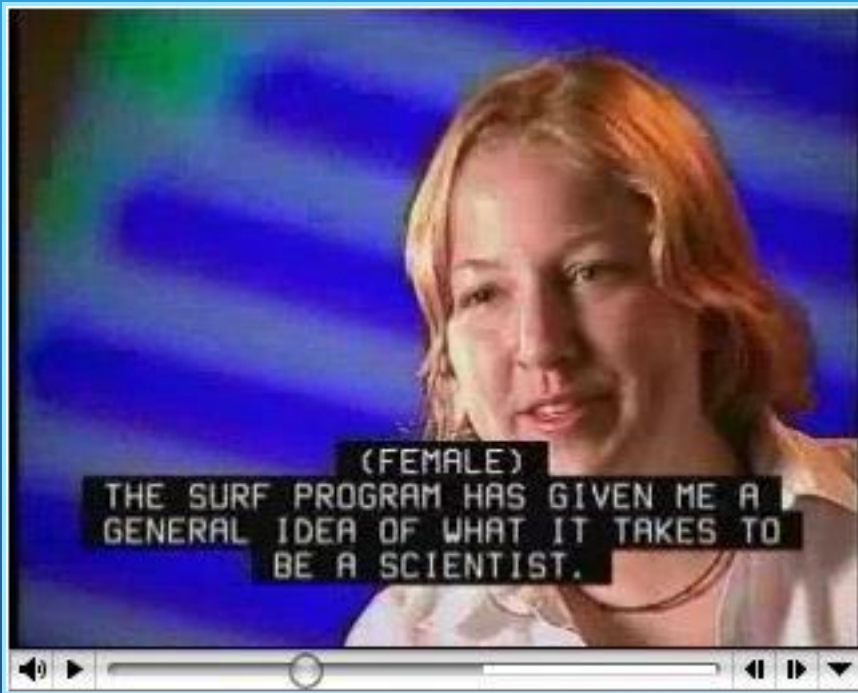 (FEMALE)
THE SURF PROGRAM HAS GIVEN ME A
GENERAL IDEA OF WHAT IT TAKES TO
BE A SCIENTIST.